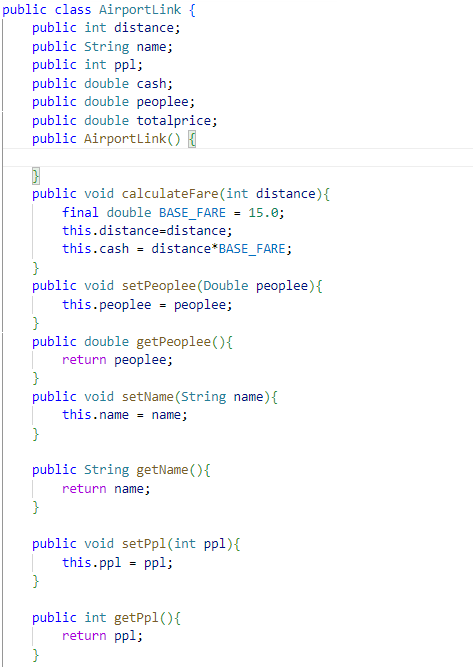 public class AirportLink {
    public int distance;
    public String name;
    public int ppl;
    public double cash;
    public double peoplee;
    public double totalprice;
    public AirportLink() {

    }
    public void calculateFare(int distance){
        final double BASE_FARE = 15.0;
        this.distance=distance;
        this.cash = distance*BASE_FARE;
    }
    public void setPeoplee(Double peoplee){
        this.peoplee = peoplee;
    }
    public double getPeoplee(){
        return peoplee;
    }
    public void setName(String name){
        this.name = name;
    }

    public String getName(){
        return name;
    }

    public void setPpl(int ppl){
        this.ppl = ppl;
    }

    public int getPpl(){
        return ppl;
    }